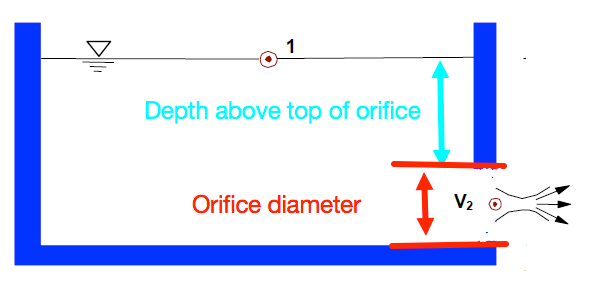 1
Depth above top of orifice
Orifice diameter
V₂